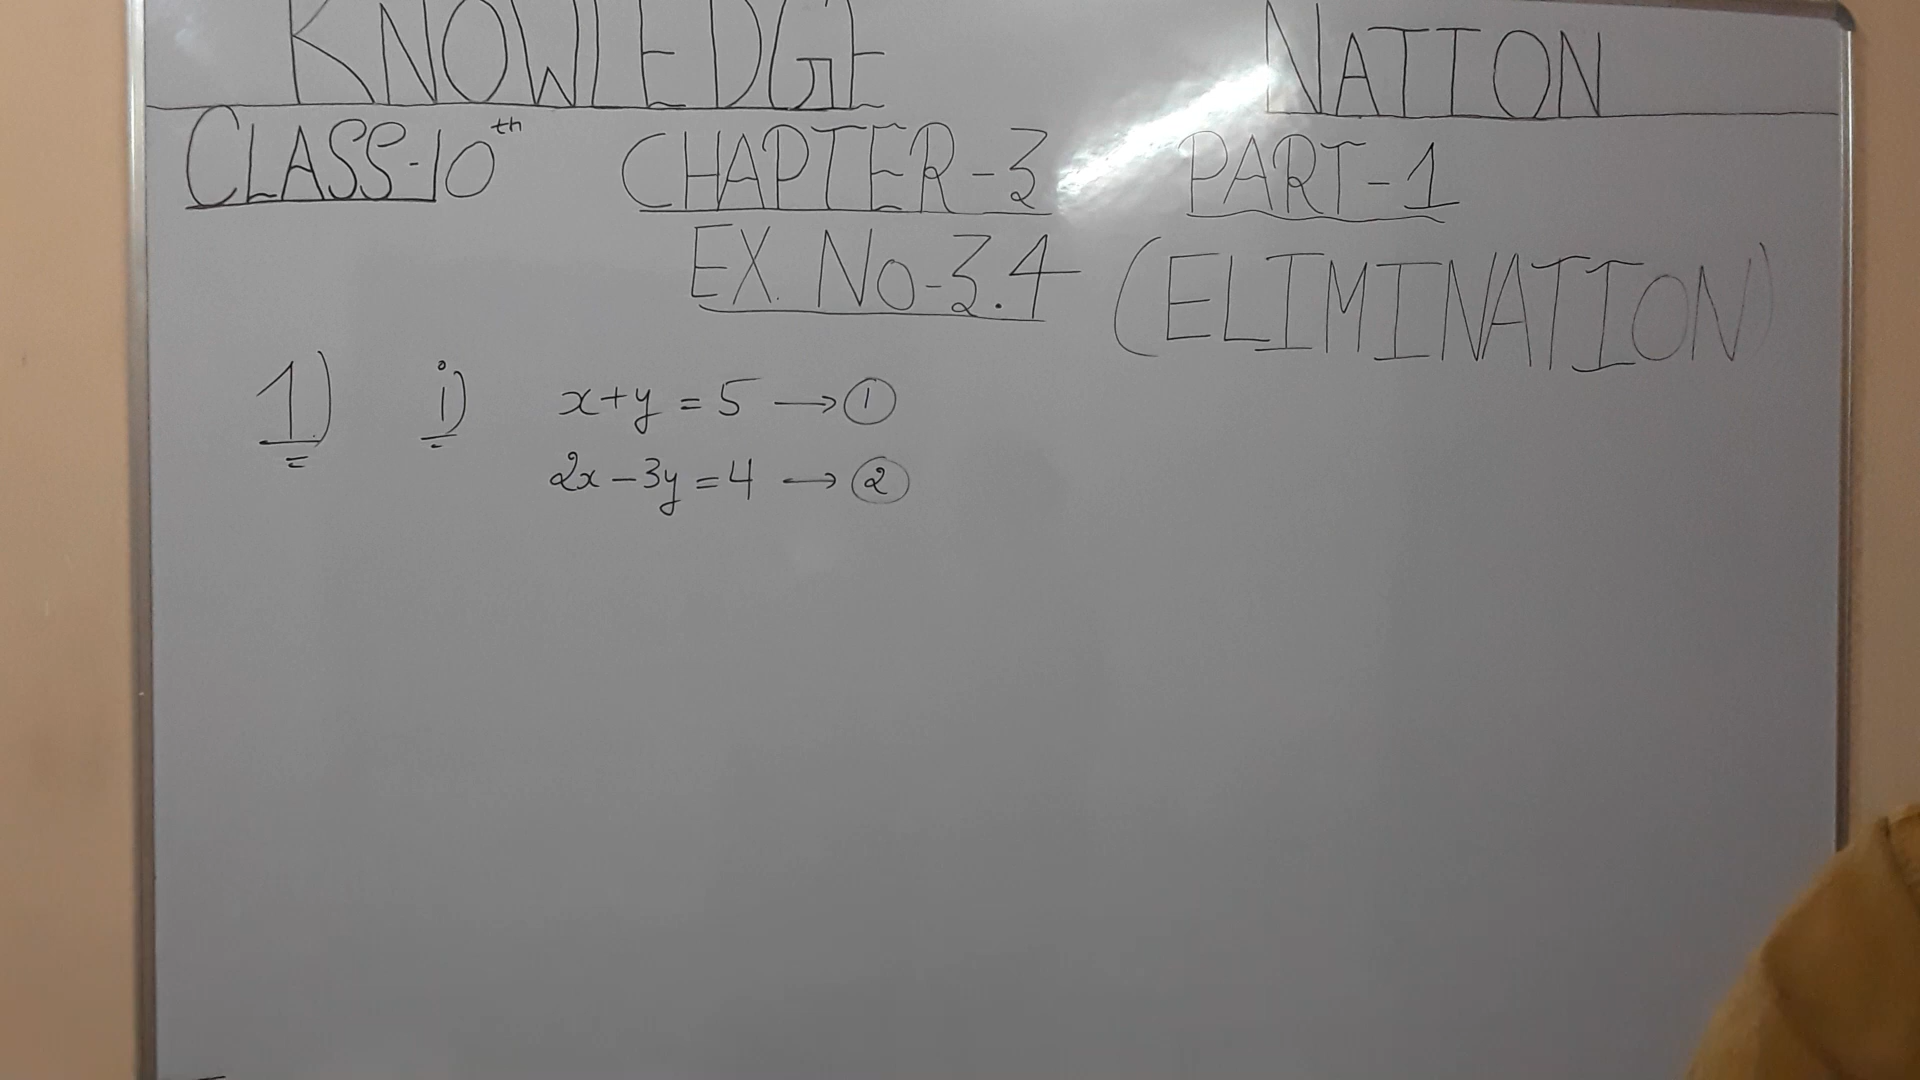 KNOWLEDGE NATION
CLASS-10th CHAPTER-3 PART-1
EX. No-3.4 (ELIMINATION)
1) i) x+y=5 → ①
2x-3y=4 → ②